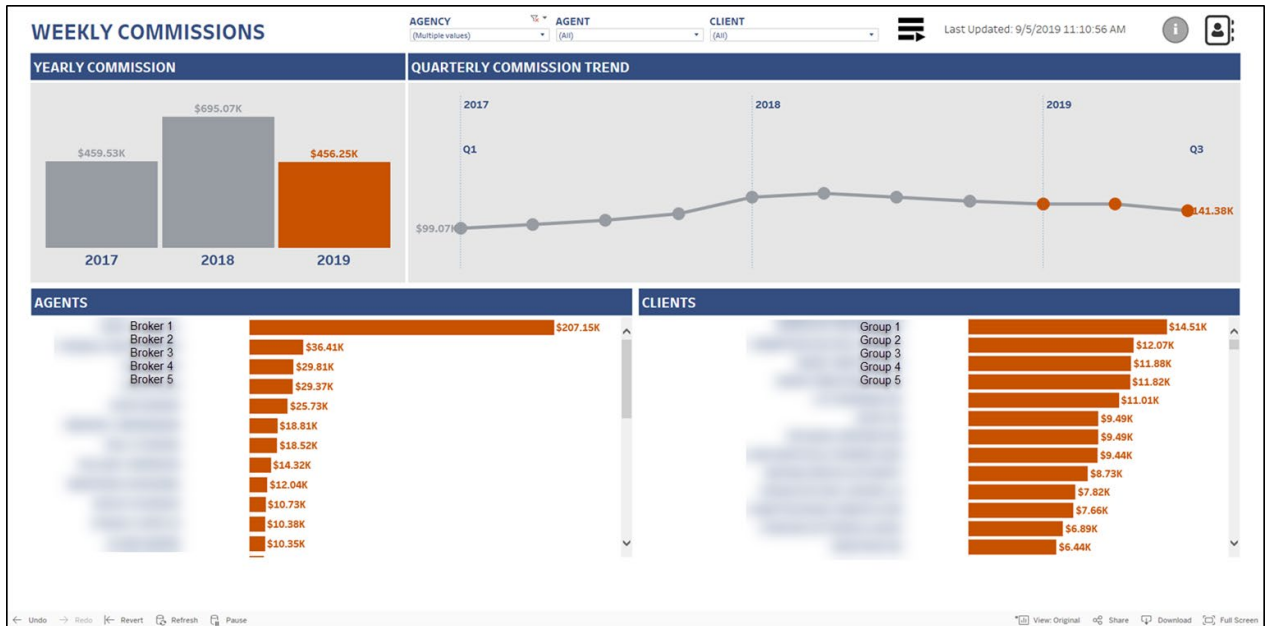 WEEKLY COMMISSIONS
AGENCY
(Multiple values)
AGENT
(All)
CLIENT
(All)
Last Updated: 9/5/2019 11:10:56 AM
YEARLY COMMISSION
$459.53K
$695.07K
$456.25K
2017
2018
2019
QUARTERLY COMMISSION TREND
2017
2018
2019
Q1
Q3
$99.07K
141.38K
AGENTS
Broker 1
$207.15K
Broker 2
$36.41K
Broker 3
$29.81K
Broker 4
$29.37K
Broker 5
$25.73K
$18.81K
$18.52K
$14.32K
$12.04K
$10.73K
$10.38K
$10.35K
CLIENTS
Group 1
$14.51K
Group 2
$12.07K
Group 3
$11.88K
Group 4
$11.82K
Group 5
$11.01K
$9.49K
$9.49K
$9.44K
$8.73K
$7.82K
$7.66K
$6.89K
$6.44K
Undo Redo Revert Refresh Pause
View: Original Share Download Full Screen